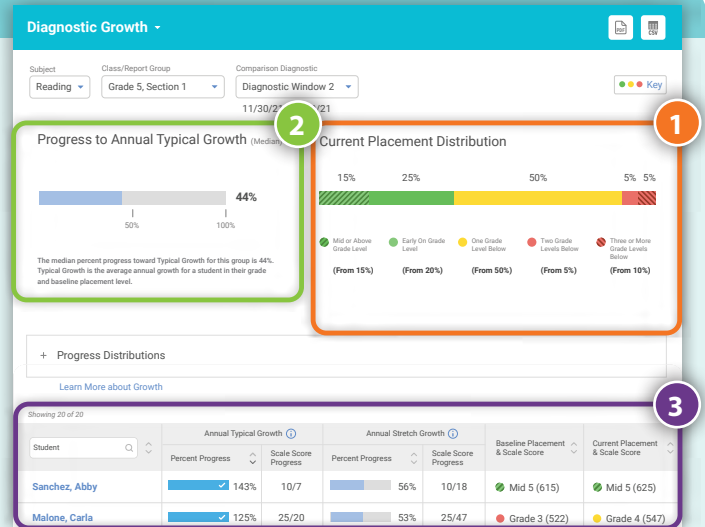 Diagnostic Growth
PDF
CSV
Subject
Class/Report Group
Comparison Diagnostic
Reading
Grade 5, Section 1
Diagnostic Window 2
Key
11/30/2
/21
2
1
Progress to Annual Typical Growth (Median)
44%
50%
100%
The median percent progress toward Typical Growth for this group is 44%.
Typical Growth is the average annual growth for a student in their grade
and baseline placement level.
Current Placement Distribution
15% 25% 50% 5% 5%
Mid or Above
Grade Level
(From 15%)
Early On Grade
Level
(From 20%)
One Grade
Level Below
(From 50%)
Two Grade
Levels Below
(From 5%)
Three or More
Grade Levels
Below
(From 10%)
+ Progress Distributions
Learn More about Growth
3
Showing 20 of 20
Student
Annual Typical Growth
Annual Stretch Growth
Percent Progress
Scale Score
Progress
Percent Progress
Scale Score
Progress
Baseline Placement
& Scale Score
Current Placement
& Scale Score
Sanchez, Abby 143% 10/7 56% 10/18 Mid 5 (615) Mid 5 (625)
Malone, Carla 125% 25/20 53% 25/47 Grade 3 (522) Grade 4 (547)